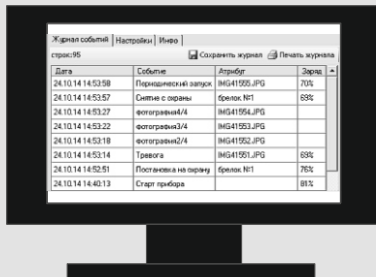 Журнал событий Настройки Инфо
строк:95 Сохранить журнал Печать журнала
Дата Событие Атрибут Заряд
24.10.14 14:53:58 Периодический запуск IMG41555.JPG 70%
24.10.14 14:53:57 Снятие с охраны брелок №1 69%
24.10.14 14:53:27 фотография4/4 IMG41554.JPG
24.10.14 14:53:22 фотография3/4 IMG41553.JPG
24.10.14 14:53:18 фотография2/4 IMG41552.JPG
24.10.14 14:53:14 Тревога IMG41551.JPG 69%
24.10.14 14:52:51 Постановка на охрану брелок №1 76%
24.10.14 14:40:13 Старт прибора 81%